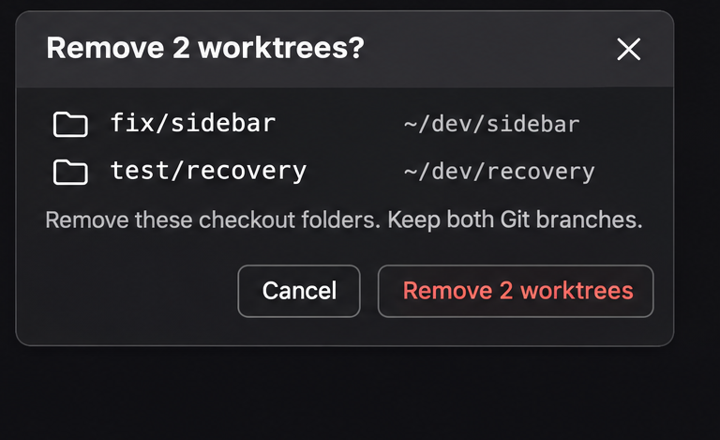 Remove 2 worktrees?
fix/sidebar ~/dev/sidebar
test/recovery ~/dev/recovery
Remove these checkout folders. Keep both Git branches.
Cancel Remove 2 worktrees